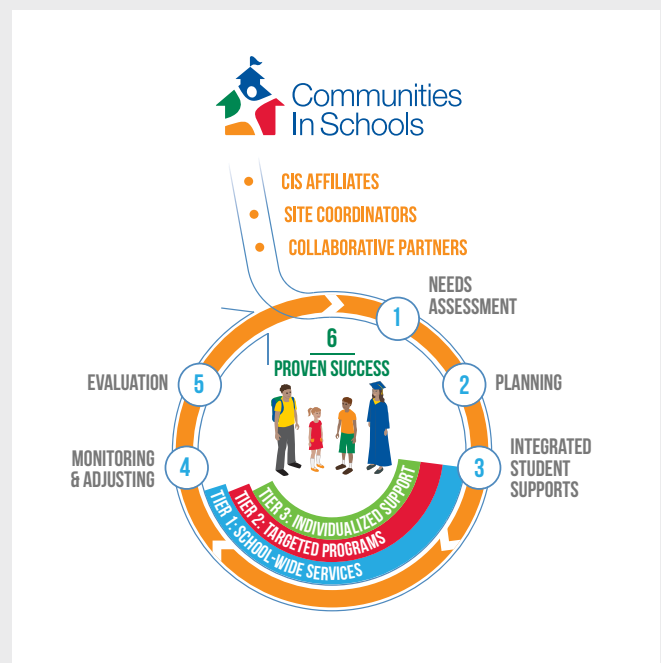 Communities
In Schools
CIS AFFILIATES
SITE COORDINATORS
COLLABORATIVE PARTNERS
NEEDS
ASSESSMENT
1
6
PROVEN SUCCESS
EVALUATION
5
2
PLANNING
MONITORING
& ADJUSTING
4
3
INTEGRATED
STUDENT
SUPPORTS
TIER 3: INDIVIDUALIZED SUPPORT
TIER 2: TARGETED PROGRAMS
TIER 1: SCHOOL-WIDE SERVICES